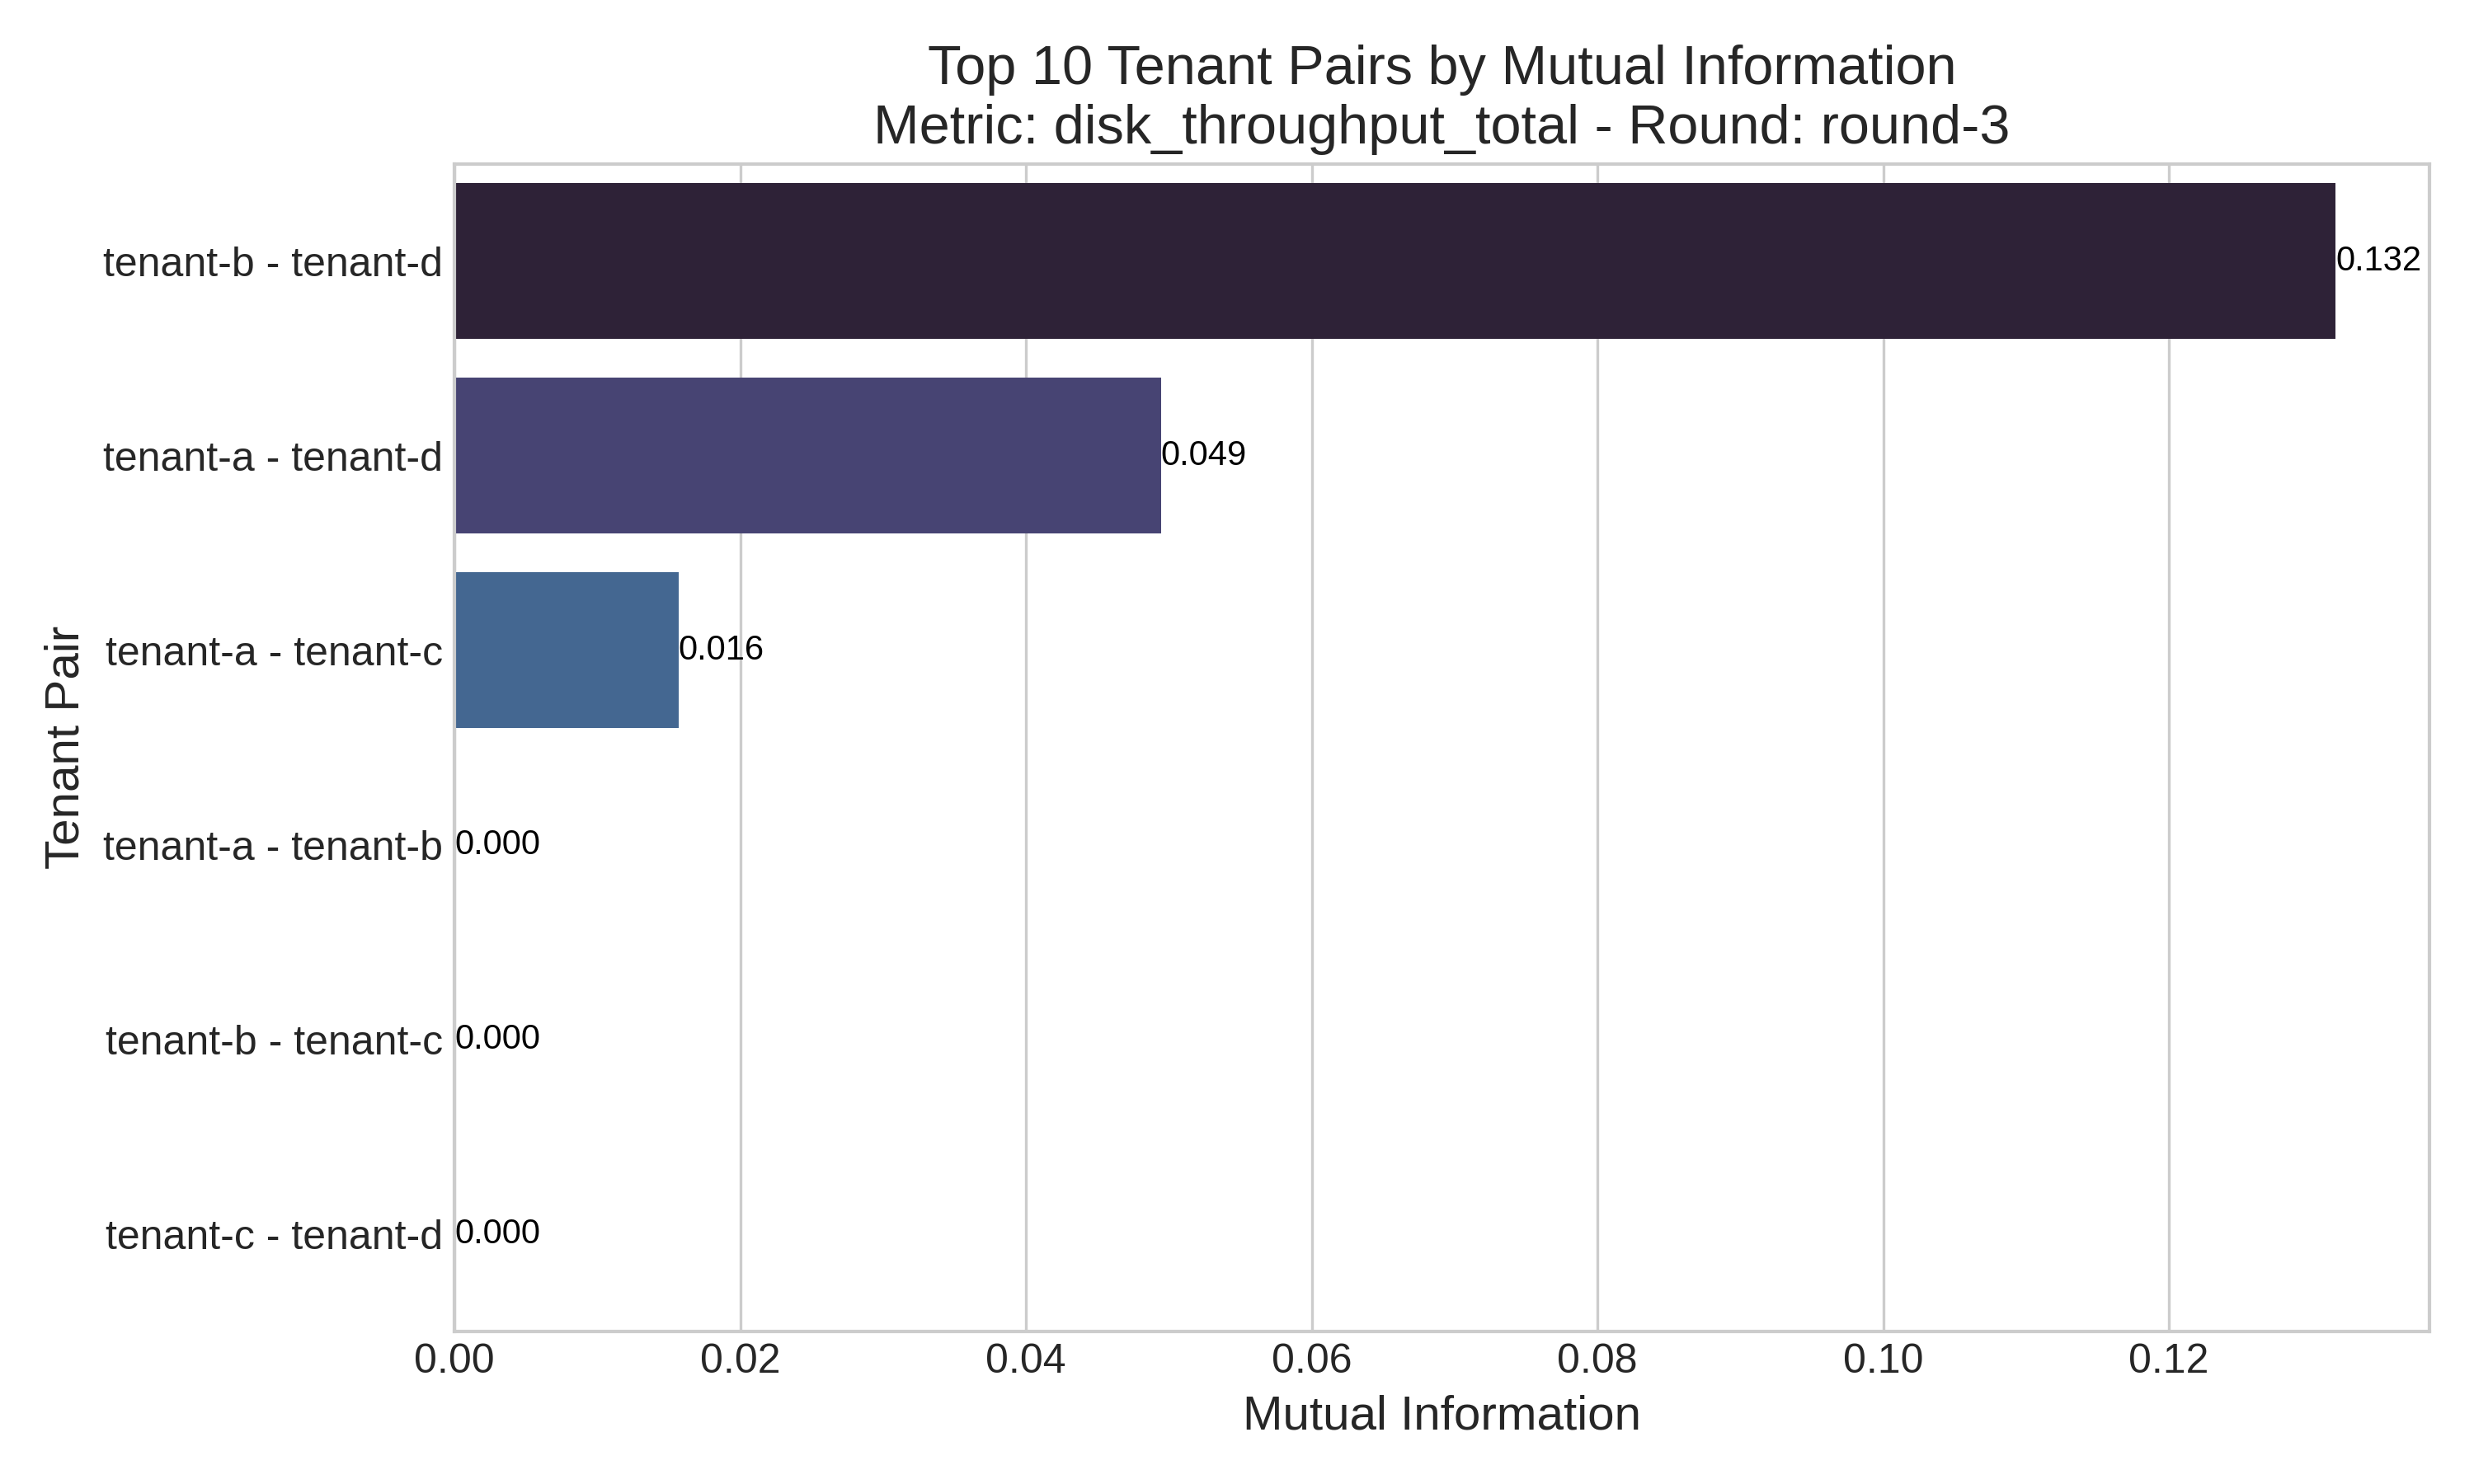 Top 10 Tenant Pairs by Mutual Information
Metric: disk_throughput_total - Round: round-3
Tenant Pair
tenant-b - tenant-d 0.132
tenant-a - tenant-d 0.049
tenant-a - tenant-c 0.016
tenant-a - tenant-b 0.000
tenant-b - tenant-c 0.000
tenant-c - tenant-d 0.000
0.00 0.02 0.04 0.06 0.08 0.10 0.12
Mutual Information